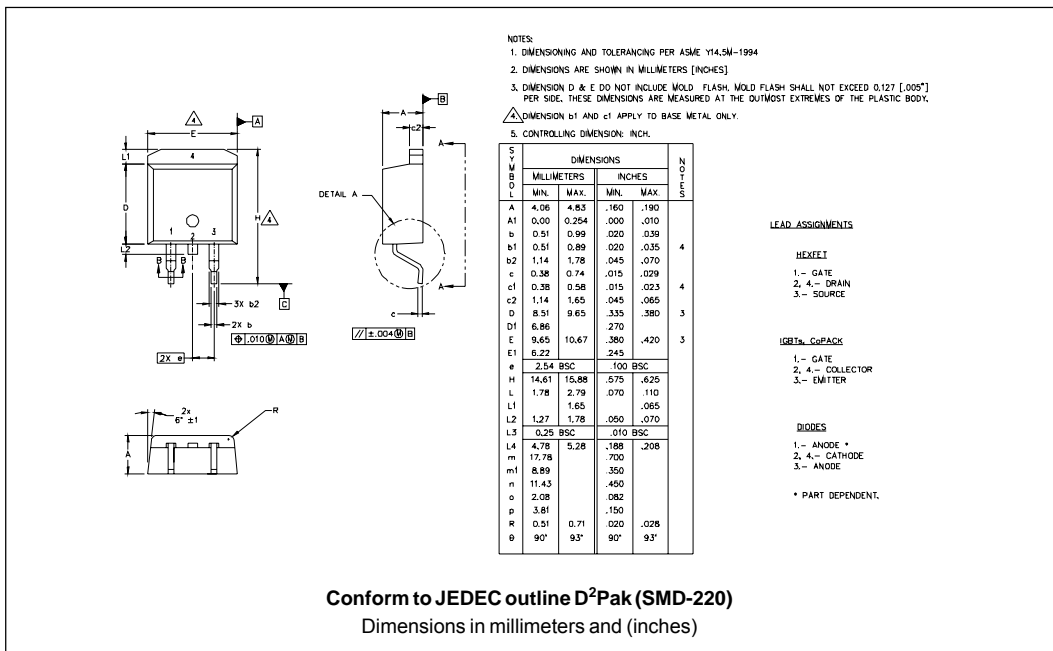 NOTES:
1. DIMENSIONING AND TOLERANCING PER ASME Y14.5M-1994
2. DIMENSIONS ARE SHOWN IN MILLIMETERS [INCHES]
3. DIMENSION D & E DO NOT INCLUDE MOLD FLASH. MOLD FLASH SHALL NOT EXCEED 0.127 [.005"]
PER SIDE. THESE DIMENSIONS ARE MEASURED AT THE OUTMOST EXTREMES OF THE PLASTIC BODY.
4 DIMENSION b1 AND c1 APPLY TO BASE METAL ONLY.
5. CONTROLLING DIMENSION: INCH.
4
E
A
L1
4
D
H
4
1
2
3
L2
B
B
C
3X b2
2X b
⌖ .010 Ⓜ A Ⓜ B
2X e
A
B
c2
A
DETAIL A
A
c
// ±.004 Ⓜ B
2x
6° ±1
R
A
SYMBOL DIMENSIONS NOTES
MILLIMETERS INCHES
MIN. MAX. MIN. MAX.
A 4.06 4.83 .160 .190
A1 0.00 0.254 .000 .010
b 0.51 0.99 .020 .039
b1 0.51 0.89 .020 .035 4
b2 1.14 1.78 .045 .070
c 0.38 0.74 .015 .029
c1 0.38 0.58 .015 .023 4
c2 1.14 1.65 .045 .065
D 8.51 9.65 .335 .380 3
D1 6.86 .270
E 9.65 10.67 .380 .420 3
E1 6.22 .245
e 2.54 BSC .100 BSC
H 14.61 15.88 .575 .625
L 1.78 2.79 .070 .110
L1 1.65 .065
L2 1.27 1.78 .050 .070
L3 0.25 BSC .010 BSC
L4 4.78 5.28 .188 .208
m 17.78 .700
m1 8.89 .350
n 11.43 .450
o 2.08 .082
p 3.81 .150
R 0.51 0.71 .020 .028
θ 90° 93° 90° 93°
LEAD ASSIGNMENTS
HEXFET
1.- GATE
2, 4.- DRAIN
3.- SOURCE
IGBTs, CoPACK
1.- GATE
2, 4.- COLLECTOR
3.- EMITTER
DIODES
1.- ANODE *
2, 4.- CATHODE
3.- ANODE
* PART DEPENDENT.
Conform to JEDEC outline D²Pak (SMD-220)
Dimensions in millimeters and (inches)